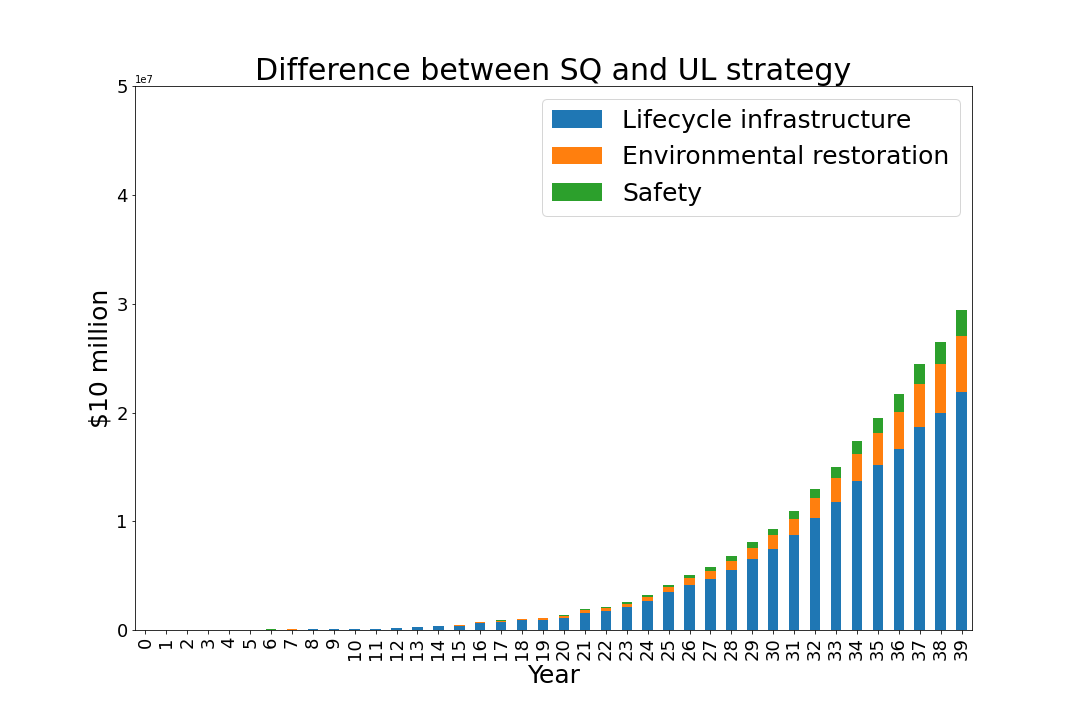 Difference between SQ and UL strategy
1e7
5
4
3
2
1
0
$10 million
Lifecycle infrastructure
Environmental restoration
Safety
0 1 2 3 4 5 6 7 8 9 10 11 12 13 14 15 16 17 18 19 20 21 22 23 24 25 26 27 28 29 30 31 32 33 34 35 36 37 38 39
Year